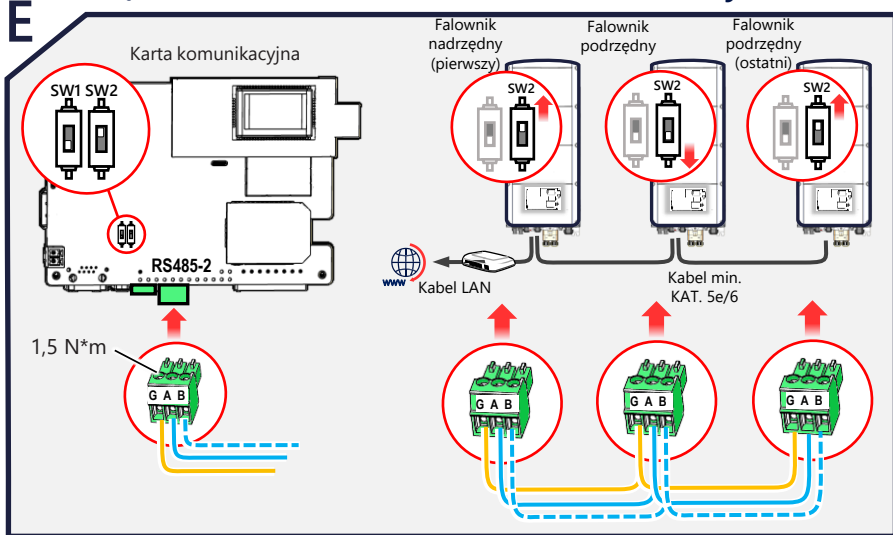 E
Karta komunikacyjna
SW1 SW2
RS485-2
1,5 N*m
G A B
Falownik
nadrzędny
(pierwszy)
Falownik
podrzędny
Falownik
podrzędny
(ostatni)
SW2
SW2
SW2
www
Kabel LAN
Kabel min.
KAT. 5e/6
G A B
G A B
G A B